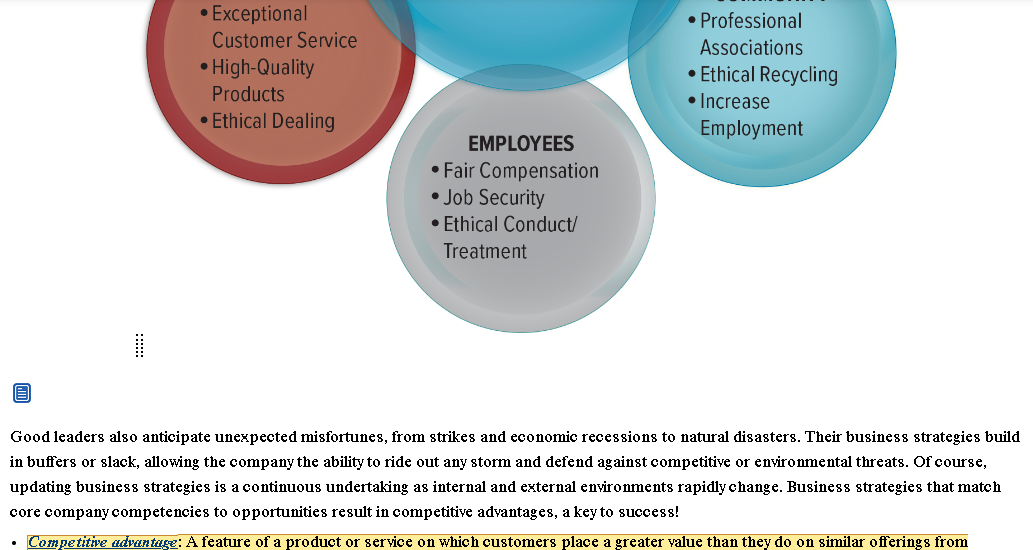 • Exceptional
Customer Service
• High-Quality
Products
• Ethical Dealing
• Professional
Associations
• Ethical Recycling
• Increase
Employment
EMPLOYEES
• Fair Compensation
• Job Security
• Ethical Conduct/
Treatment
Good leaders also anticipate unexpected misfortunes, from strikes and economic recessions to natural disasters. Their business strategies build
in buffers or slack, allowing the company the ability to ride out any storm and defend against competitive or environmental threats. Of course,
updating business strategies is a continuous undertaking as internal and external environments rapidly change. Business strategies that match
core company competencies to opportunities result in competitive advantages, a key to success!
• Competitive advantage: A feature of a product or service on which customers place a greater value than they do on similar offerings from